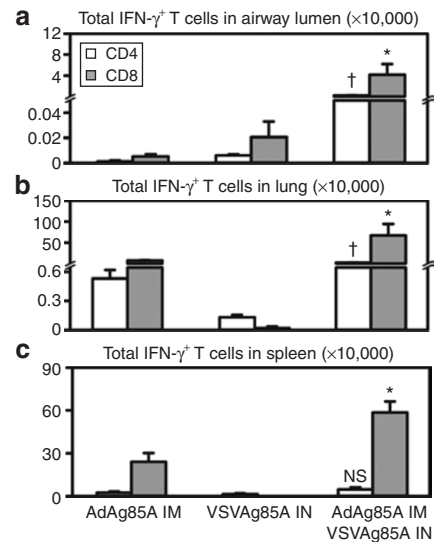 a Total IFN-γ+ T cells in airway lumen (×10,000)
12
8
4
0.04
0.02
0
CD4
CD8
†
*
b Total IFN-γ+ T cells in lung (×10,000)
150
100
50
0.6
0.3
0
†
*
c Total IFN-γ+ T cells in spleen (×10,000)
90
60
30
0
NS
*
AdAg85A IM
VSVAg85A IN
AdAg85A IM
VSVAg85A IN